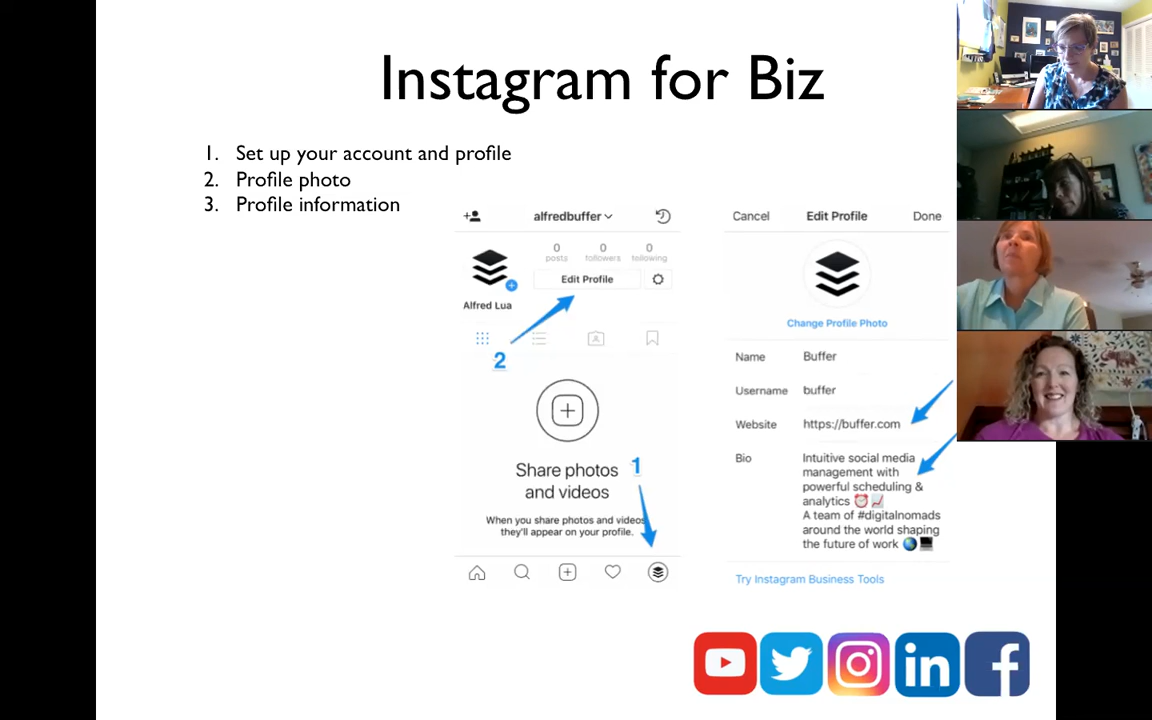 Instagram for Biz
1. Set up your account and profile
2. Profile photo
3. Profile information
alfredbuffer
0 0 0
posts followers following
Edit Profile
Alfred Lua
2
Share photos
and videos
1
When you share photos and videos
they'll appear on your profile.
Cancel Edit Profile Done
Change Profile Photo
Name Buffer
Username buffer
Website https://buffer.com
Bio Intuitive social media
management with
powerful scheduling &
analytics ⏰📈
A team of #digitalnomads
around the world shaping
the future of work 🌎💻
Try Instagram Business Tools
in f